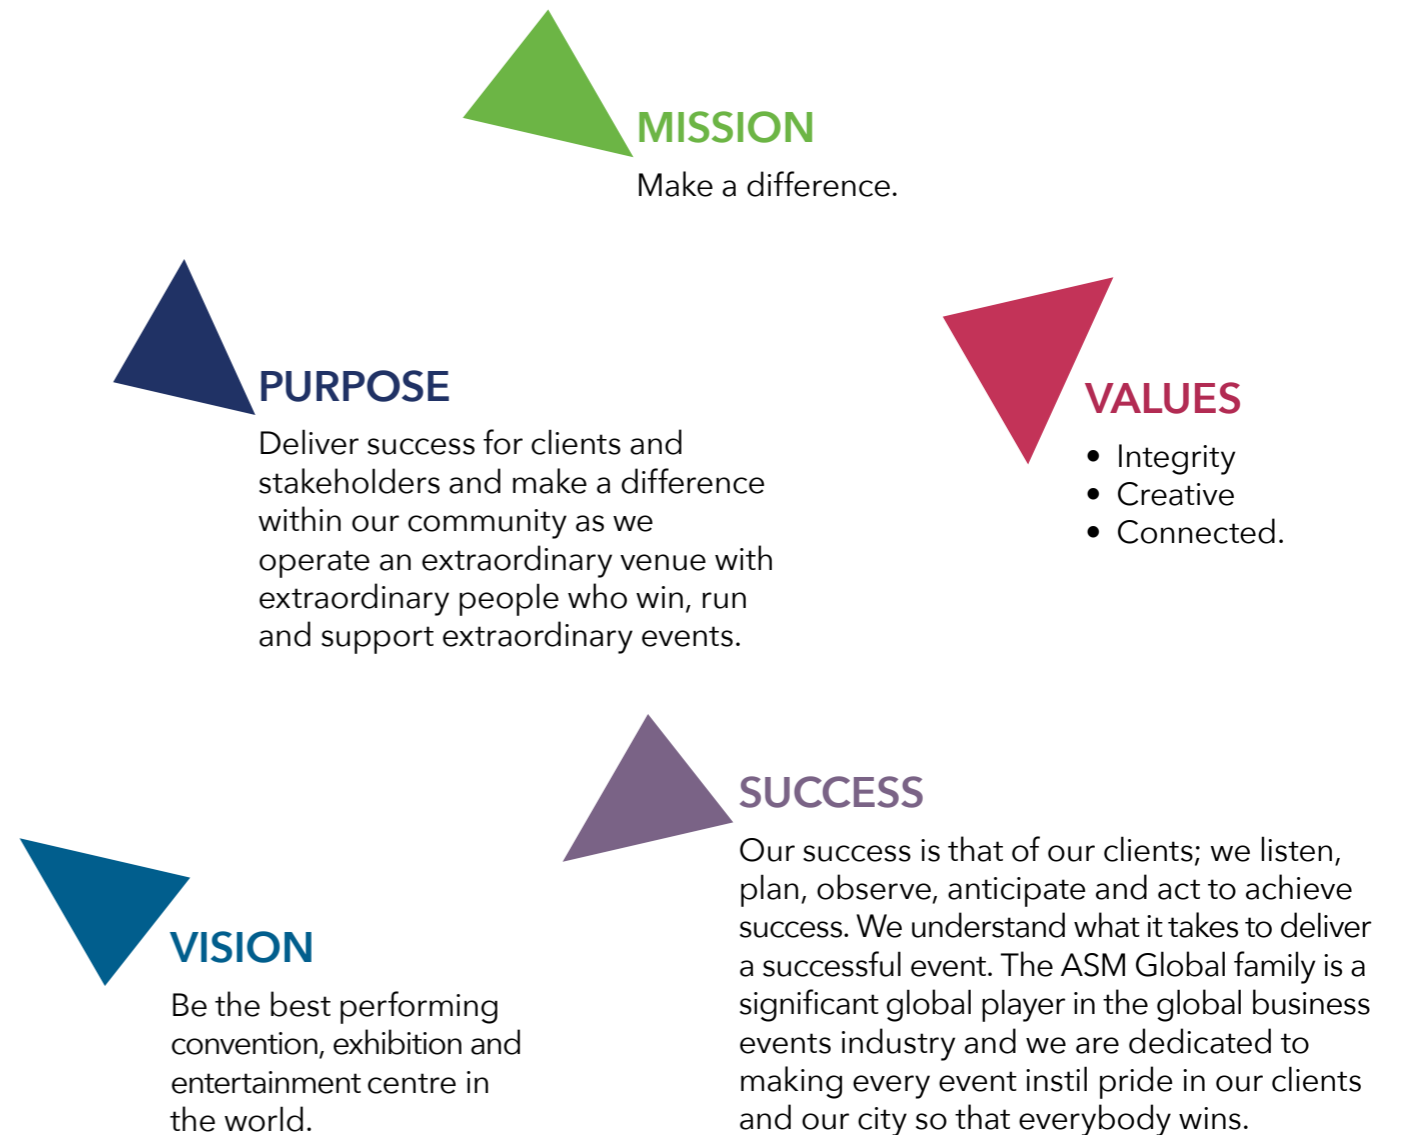 MISSION
Make a difference.
PURPOSE
Deliver success for clients and
stakeholders and make a difference
within our community as we
operate an extraordinary venue with
extraordinary people who win, run
and support extraordinary events.
VALUES
• Integrity
• Creative
• Connected.
SUCCESS
Our success is that of our clients; we listen,
plan, observe, anticipate and act to achieve
success. We understand what it takes to deliver
a successful event. The ASM Global family is a
significant global player in the global business
events industry and we are dedicated to
making every event instil pride in our clients
and our city so that everybody wins.
VISION
Be the best performing
convention, exhibition and
entertainment centre in
the world.